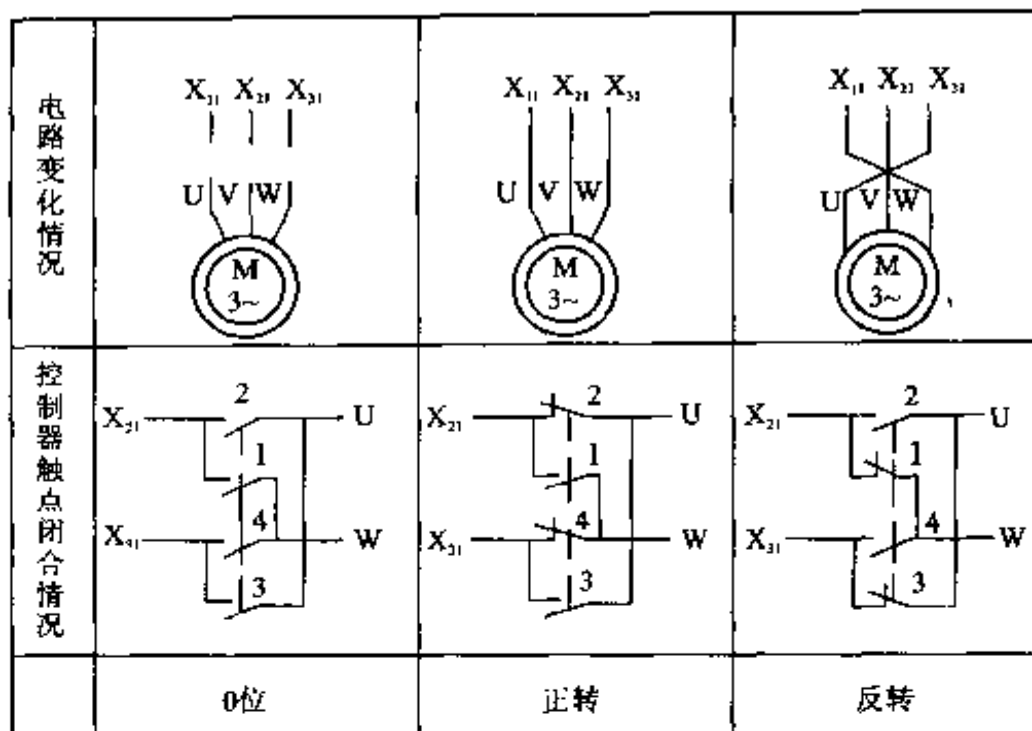 电路变化情况
X₁₁ X₂₁ X₃₁
U V W
M
3~
X₁₁ X₂₁ X₃₁
U V W
M
3~
X₁₁ X₂₁ X₃₁
U V W
M
3~
控制器触点闭合情况
X₂₁ 2 U
1
X₃₁ 4 W
3
X₂₁ 2 U
1
X₃₁ 4 W
3
X₂₁ 2 U
1
X₃₁ 4 W
3
0位 正转 反转